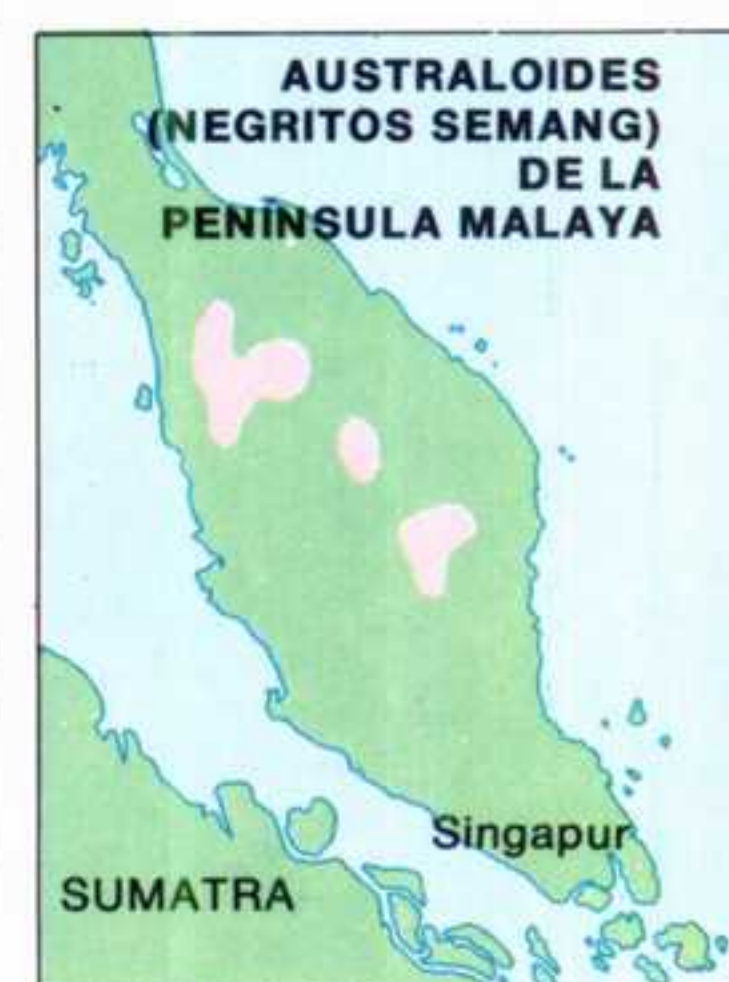 AUSTRALOIDES
(NEGRITOS SEMANG)
DE LA
PENÍNSULA MALAYA
Singapur
SUMATRA